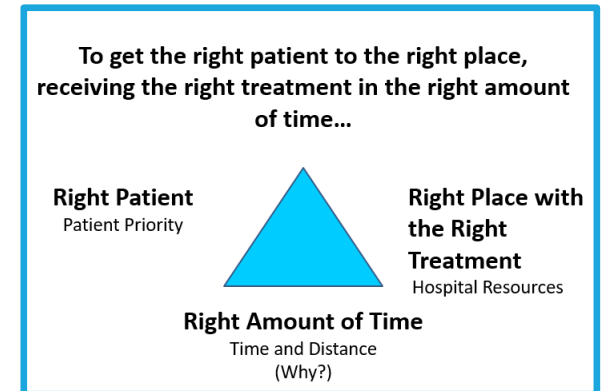 To get the right patient to the right place,
receiving the right treatment in the right amount
of time...
Right Patient
Patient Priority
Right Place with
the Right
Treatment
Hospital Resources
Right Amount of Time
Time and Distance
(Why?)